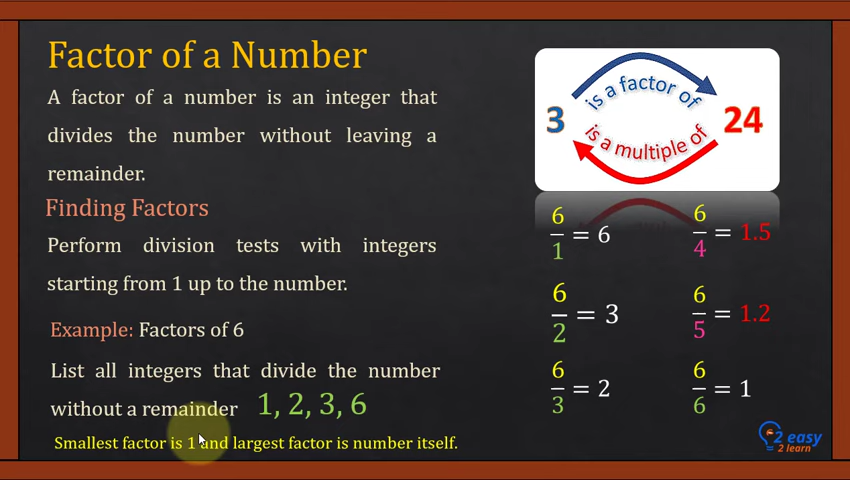 Factor of a Number
A factor of a number is an integer that
divides the number without leaving a
remainder.
Finding Factors
Perform division tests with integers
starting from 1 up to the number.
Example: Factors of 6
List all integers that divide the number
without a remainder 1, 2, 3, 6
Smallest factor is 1 and largest factor is number itself.
is a factor of
3 24
is a multiple of
6/1 = 6
6/2 = 3
6/3 = 2
6/4 = 1.5
6/5 = 1.2
6/6 = 1
2 easy
2 learn